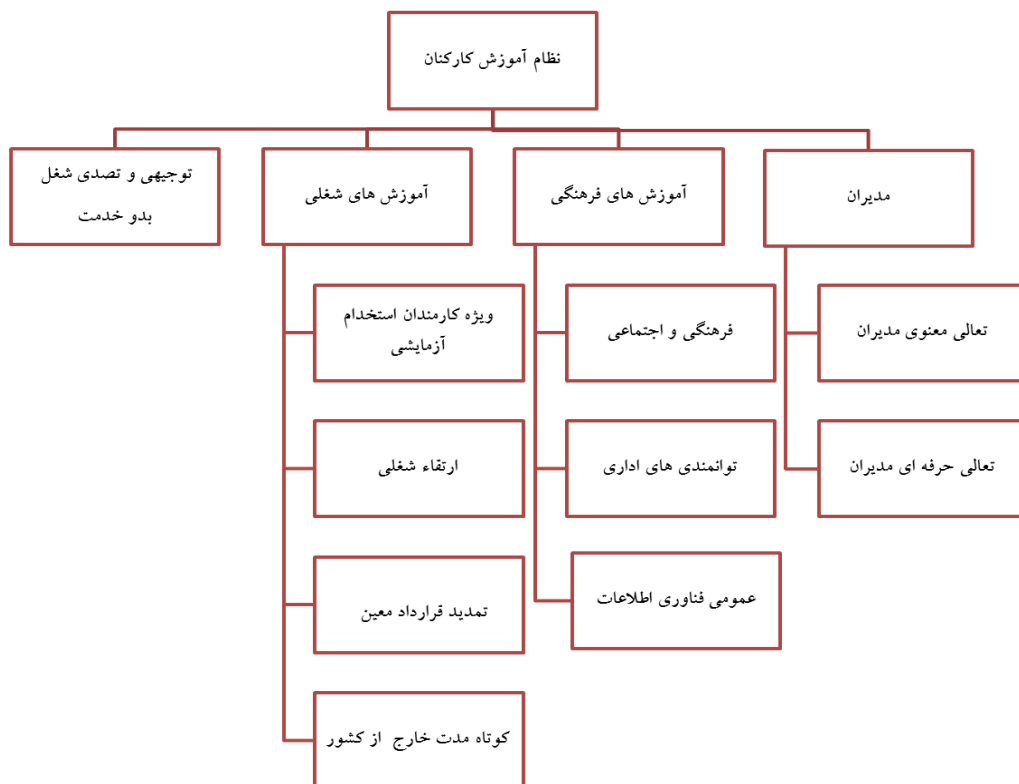 نظام آموزش کارکنان
مدیران
آموزش های فرهنگی
آموزش های شغلی
توجیهی و تصدی شغل
بدو خدمت
تعالی معنوی مدیران
تعالی حرفه ای مدیران
فرهنگی و اجتماعی
توانمندی های اداری
عمومی فناوری اطلاعات
ویژه کارمندان استخدام
آزمایشی
ارتقاء شغلی
تمدید قرارداد معین
کوتاه مدت خارج از کشور